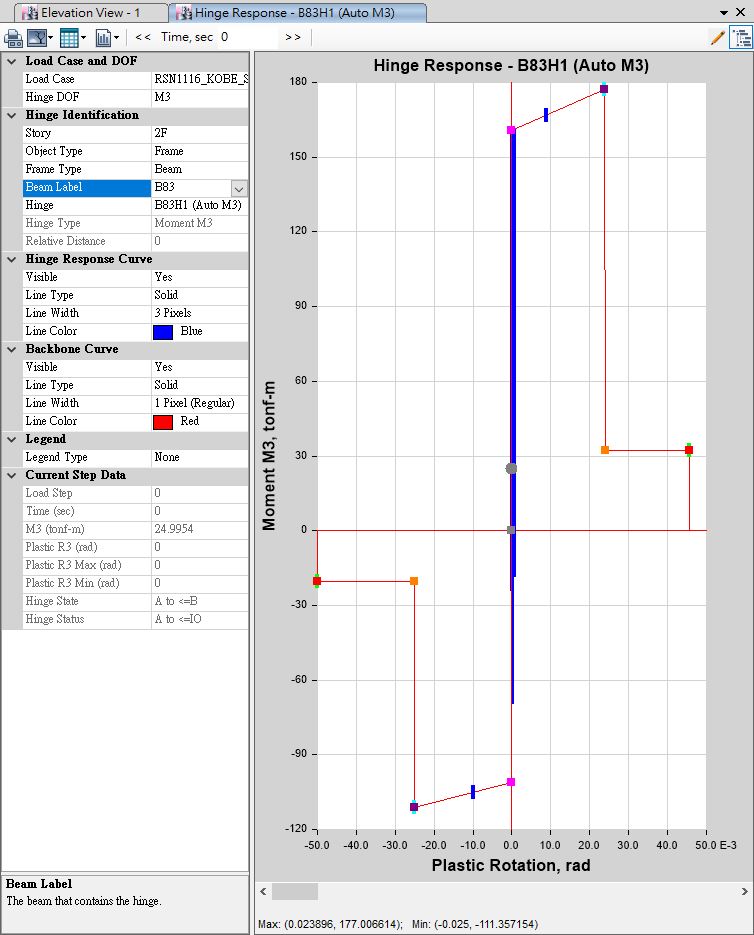 Elevation View - 1
Hinge Response - B83H1 (Auto M3)
<< Time, sec 0 >>
Load Case and DOF
Load Case RSN1116_KOBE_S
Hinge DOF M3
Hinge Identification
Story 2F
Object Type Frame
Frame Type Beam
Beam Label B83
Hinge B83H1 (Auto M3)
Hinge Type Moment M3
Relative Distance 0
Hinge Response Curve
Visible Yes
Line Type Solid
Line Width 3 Pixels
Line Color Blue
Backbone Curve
Visible Yes
Line Type Solid
Line Width 1 Pixel (Regular)
Line Color Red
Legend
Legend Type None
Current Step Data
Load Step 0
Time (sec) 0
M3 (tonf-m) 24.9954
Plastic R3 (rad) 0
Plastic R3 Max (rad) 0
Plastic R3 Min (rad) 0
Hinge State A to <=B
Hinge Status A to <=IO
Beam Label
The beam that contains the hinge.
Hinge Response - B83H1 (Auto M3)
Moment M3, tonf-m
180
150
120
90
60
30
0
-30
-60
-90
-120
-50.0 -40.0 -30.0 -20.0 -10.0 0.0 10.0 20.0 30.0 40.0 50.0 E-3
Plastic Rotation, rad
Max: (0.023896, 177.006614); Min: (-0.025, -111.357154)